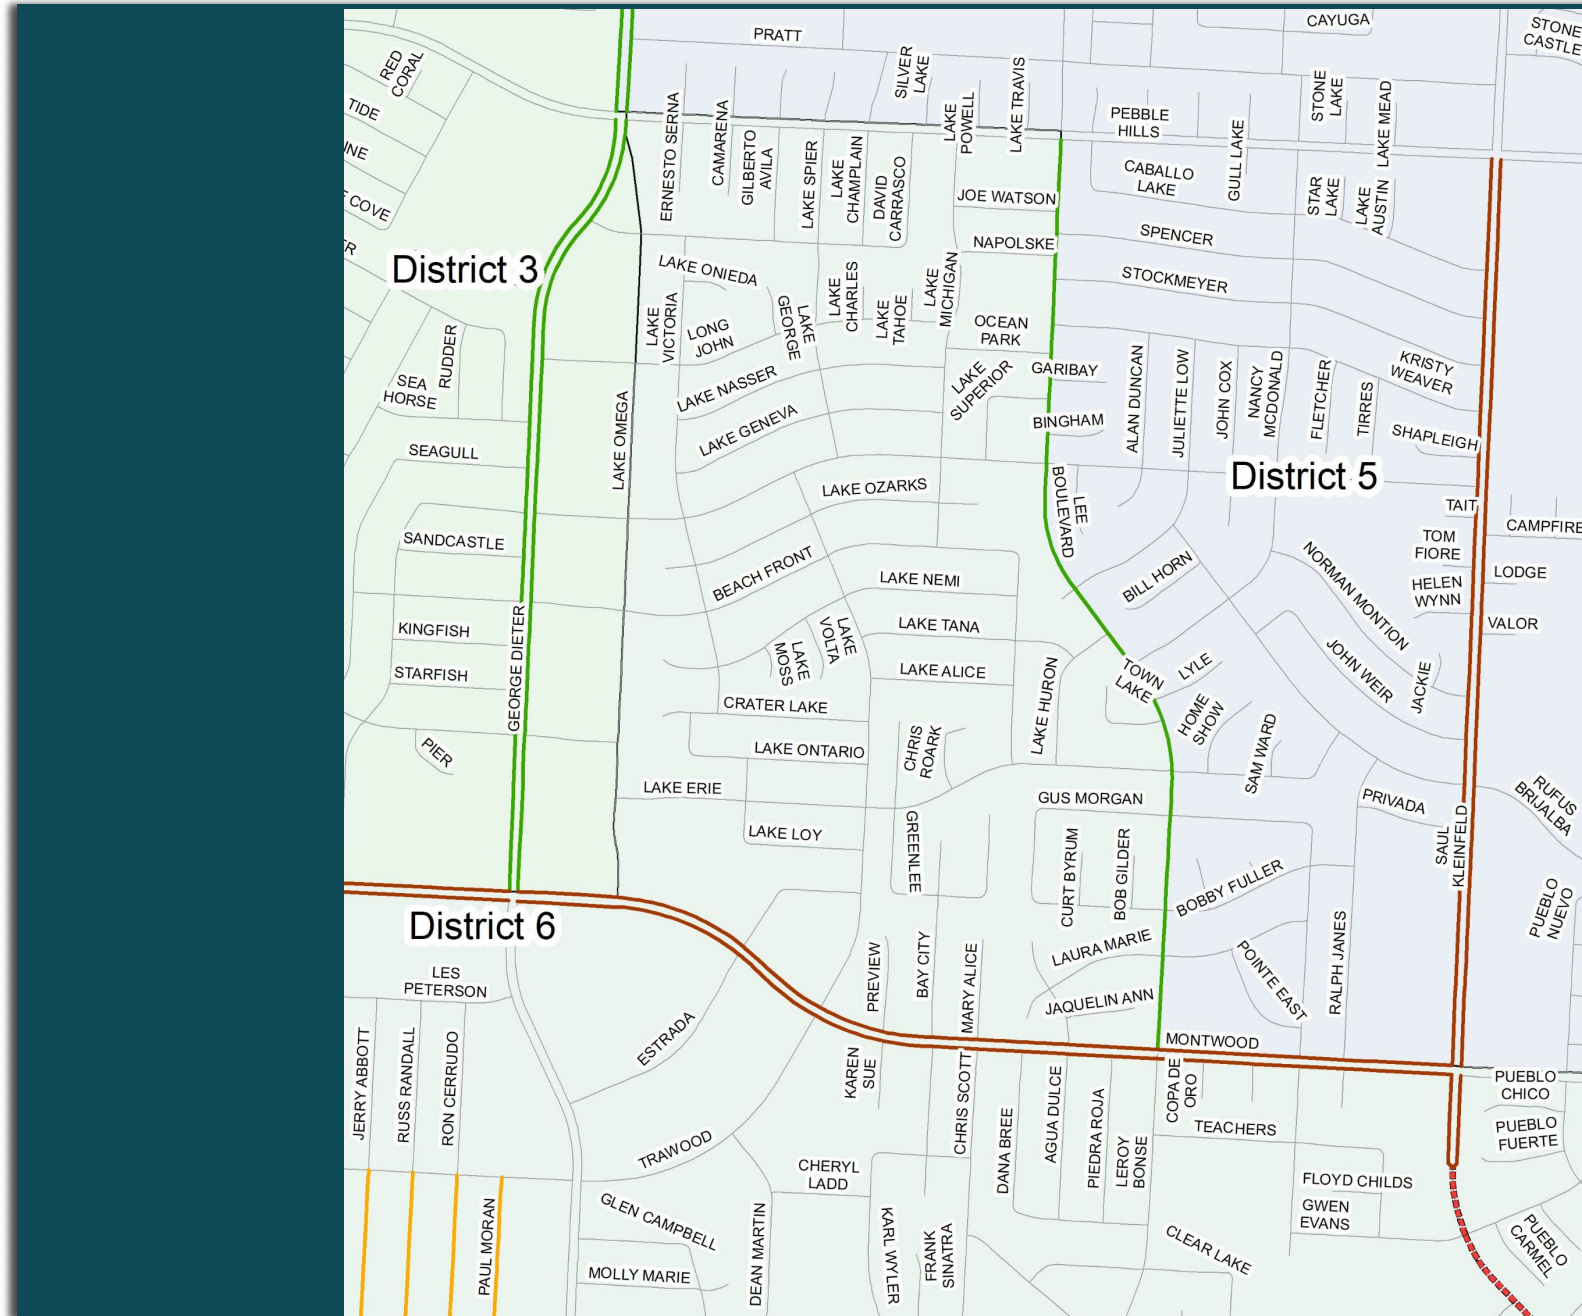 PRATT
CAYUGA
STONE
CASTLE
RED
CORAL
SILVER
LAKE
LAKE TRAVIS
STONE
LAKE
LAKE MEAD
TIDE
ERNESTO SERNA
CAMARENA
GILBERTO
AVILA
LAKE SPIER
LAKE
CHAMPLAIN
DAVID
CARRASCO
LAKE
POWELL
PEBBLE
HILLS
GULL LAKE
CABALLO
LAKE
STAR
LAKE
LAKE
AUSTIN
COVE
JOE WATSON
NAPOLSKE
SPENCER
STOCKMEYER
District 3
LAKE ONIEDA
LAKE
VICTORIA
LONG
JOHN
LAKE
GEORGE
LAKE
CHARLES
LAKE
TAHOE
LAKE
MICHIGAN
OCEAN
PARK
RUDDER
SEA
HORSE
LAKE NASSER
LAKE
SUPERIOR
GARIBAY
ALAN DUNCAN
JULIETTE LOW
JOHN COX
NANCY
MCDONALD
FLETCHER
TIRRES
KRISTY
WEAVER
LAKE OMEGA
LAKE GENEVA
BINGHAM
SHAPLEIGH
SEAGULL
District 5
LAKE OZARKS
LEE
BOULEVARD
TAIT
CAMPFIRE
SANDCASTLE
TOM
FIORE
BEACH FRONT
LAKE NEMI
BILL HORN
NORMAN MONTION
HELEN
WYNN
LODGE
VALOR
KINGFISH
GEORGE DIETER
LAKE
VOLTA
LAKE
MOSS
LAKE TANA
STARFISH
LAKE ALICE
LAKE HURON
TOWN
LAKE
LYLE
JOHN WEIR
JACKIE
CRATER LAKE
HOME
SHOW
PIER
LAKE ONTARIO
CHRIS
ROARK
SAM WARD
LAKE ERIE
GUS MORGAN
PRIVADA
RUFUS
BRIJALBA
LAKE LOY
GREENLEE
CURT BYRUM
BOB GILDER
SAUL
KLEINFELD
BOBBY FULLER
PUEBLO
NUEVO
District 6
LES
PETERSON
PREVIEW
BAY CITY
MARY ALICE
LAURA MARIE
POINTE EAST
RALPH JANES
JAQUELIN ANN
ESTRADA
MONTWOOD
JERRY ABBOTT
RUSS RANDALL
RON CERRUDO
KAREN
SUE
CHRIS SCOTT
DANA BREE
AGUA DULCE
PIEDRA ROJA
LEROY
BONSE
COPA DE
ORO
PUEBLO
CHICO
TEACHERS
PUEBLO
FUERTE
TRAWOOD
CHERYL
LADD
FLOYD CHILDS
PAUL MORAN
GLEN CAMPBELL
DEAN MARTIN
KARL WYLER
FRANK
SINATRA
CLEAR LAKE
GWEN
EVANS
PUEBLO
CARMEL
MOLLY MARIE